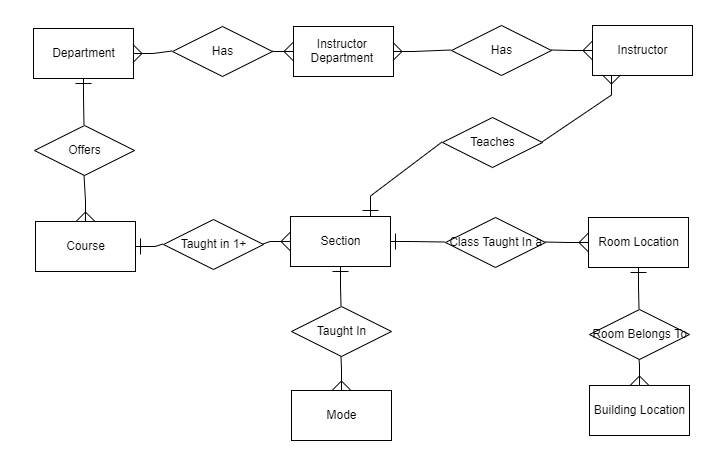 Department
Has
Instructor
Department
Has
Instructor
Offers
Teaches
Course
Taught in 1+
Section
Class Taught In a
Room Location
Taught In
Room Belongs To
Mode
Building Location